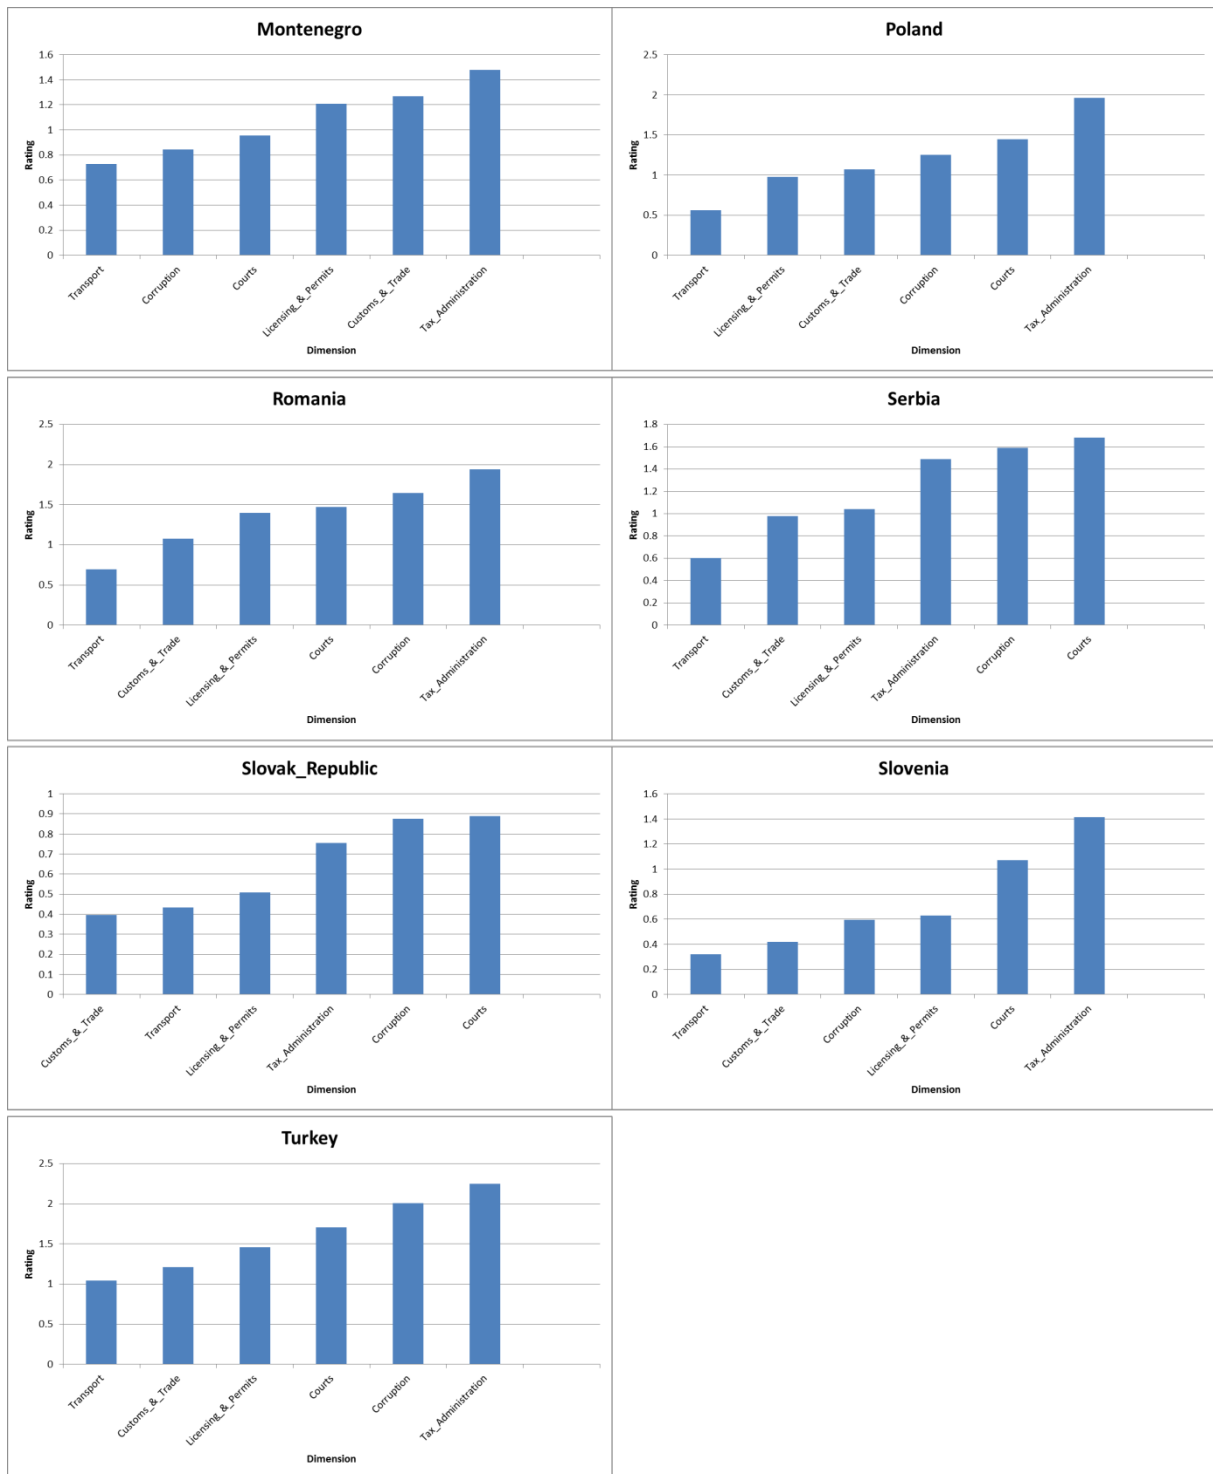 Montenegro
1.6
1.4
1.2
1
0.8
0.6
0.4
0.2
0
Rating
Transport
Corruption
Courts
Licensing_&_Permits
Customs_&_Trade
Tax_Administration
Dimension
Poland
2.5
2
1.5
1
0.5
0
Rating
Transport
Licensing_&_Permits
Customs_&_Trade
Corruption
Courts
Tax_Administration
Dimension
Romania
2.5
2
1.5
1
0.5
0
Rating
Transport
Customs_&_Trade
Licensing_&_Permits
Courts
Corruption
Tax_Administration
Dimension
Serbia
1.8
1.6
1.4
1.2
1
0.8
0.6
0.4
0.2
0
Rating
Transport
Customs_&_Trade
Licensing_&_Permits
Tax_Administration
Corruption
Courts
Dimension
Slovak_Republic
1
0.9
0.8
0.7
0.6
0.5
0.4
0.3
0.2
0.1
0
Rating
Customs_&_Trade
Transport
Licensing_&_Permits
Tax_Administration
Corruption
Courts
Dimension
Slovenia
1.6
1.4
1.2
1
0.8
0.6
0.4
0.2
0
Rating
Transport
Customs_&_Trade
Corruption
Licensing_&_Permits
Courts
Tax_Administration
Dimension
Turkey
2.5
2
1.5
1
0.5
0
Rating
Transport
Customs_&_Trade
Licensing_&_Permits
Courts
Corruption
Tax_Administration
Dimension